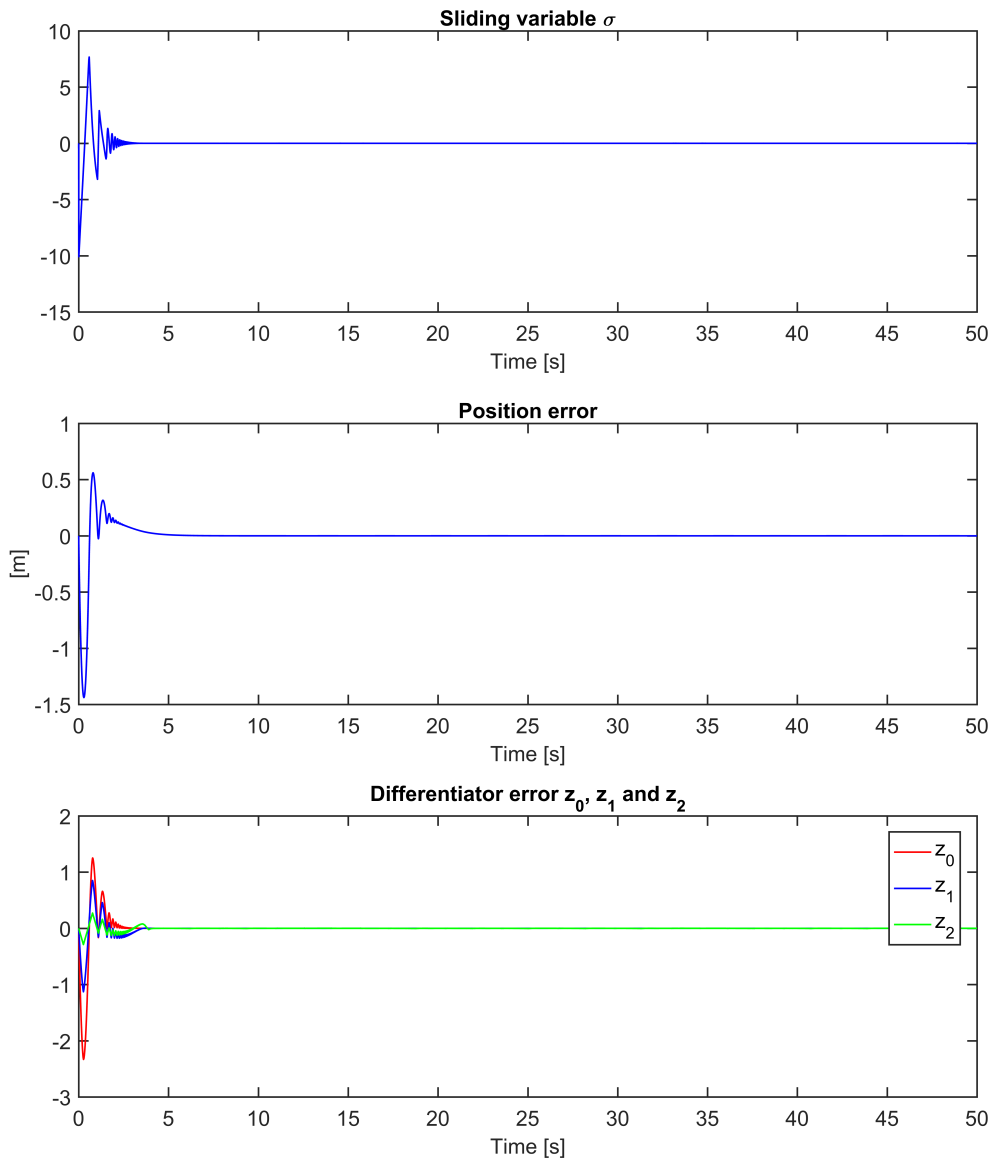 Sliding variable σ
10
5
0
-5
-10
-15
0 5 10 15 20 25 30 35 40 45 50
Time [s]
Position error
1
0.5
0
-0.5
-1
-1.5
[m]
0 5 10 15 20 25 30 35 40 45 50
Time [s]
Differentiator error z₀, z₁ and z₂
2
1
0
-1
-2
-3
z₀
z₁
z₂
0 5 10 15 20 25 30 35 40 45 50
Time [s]